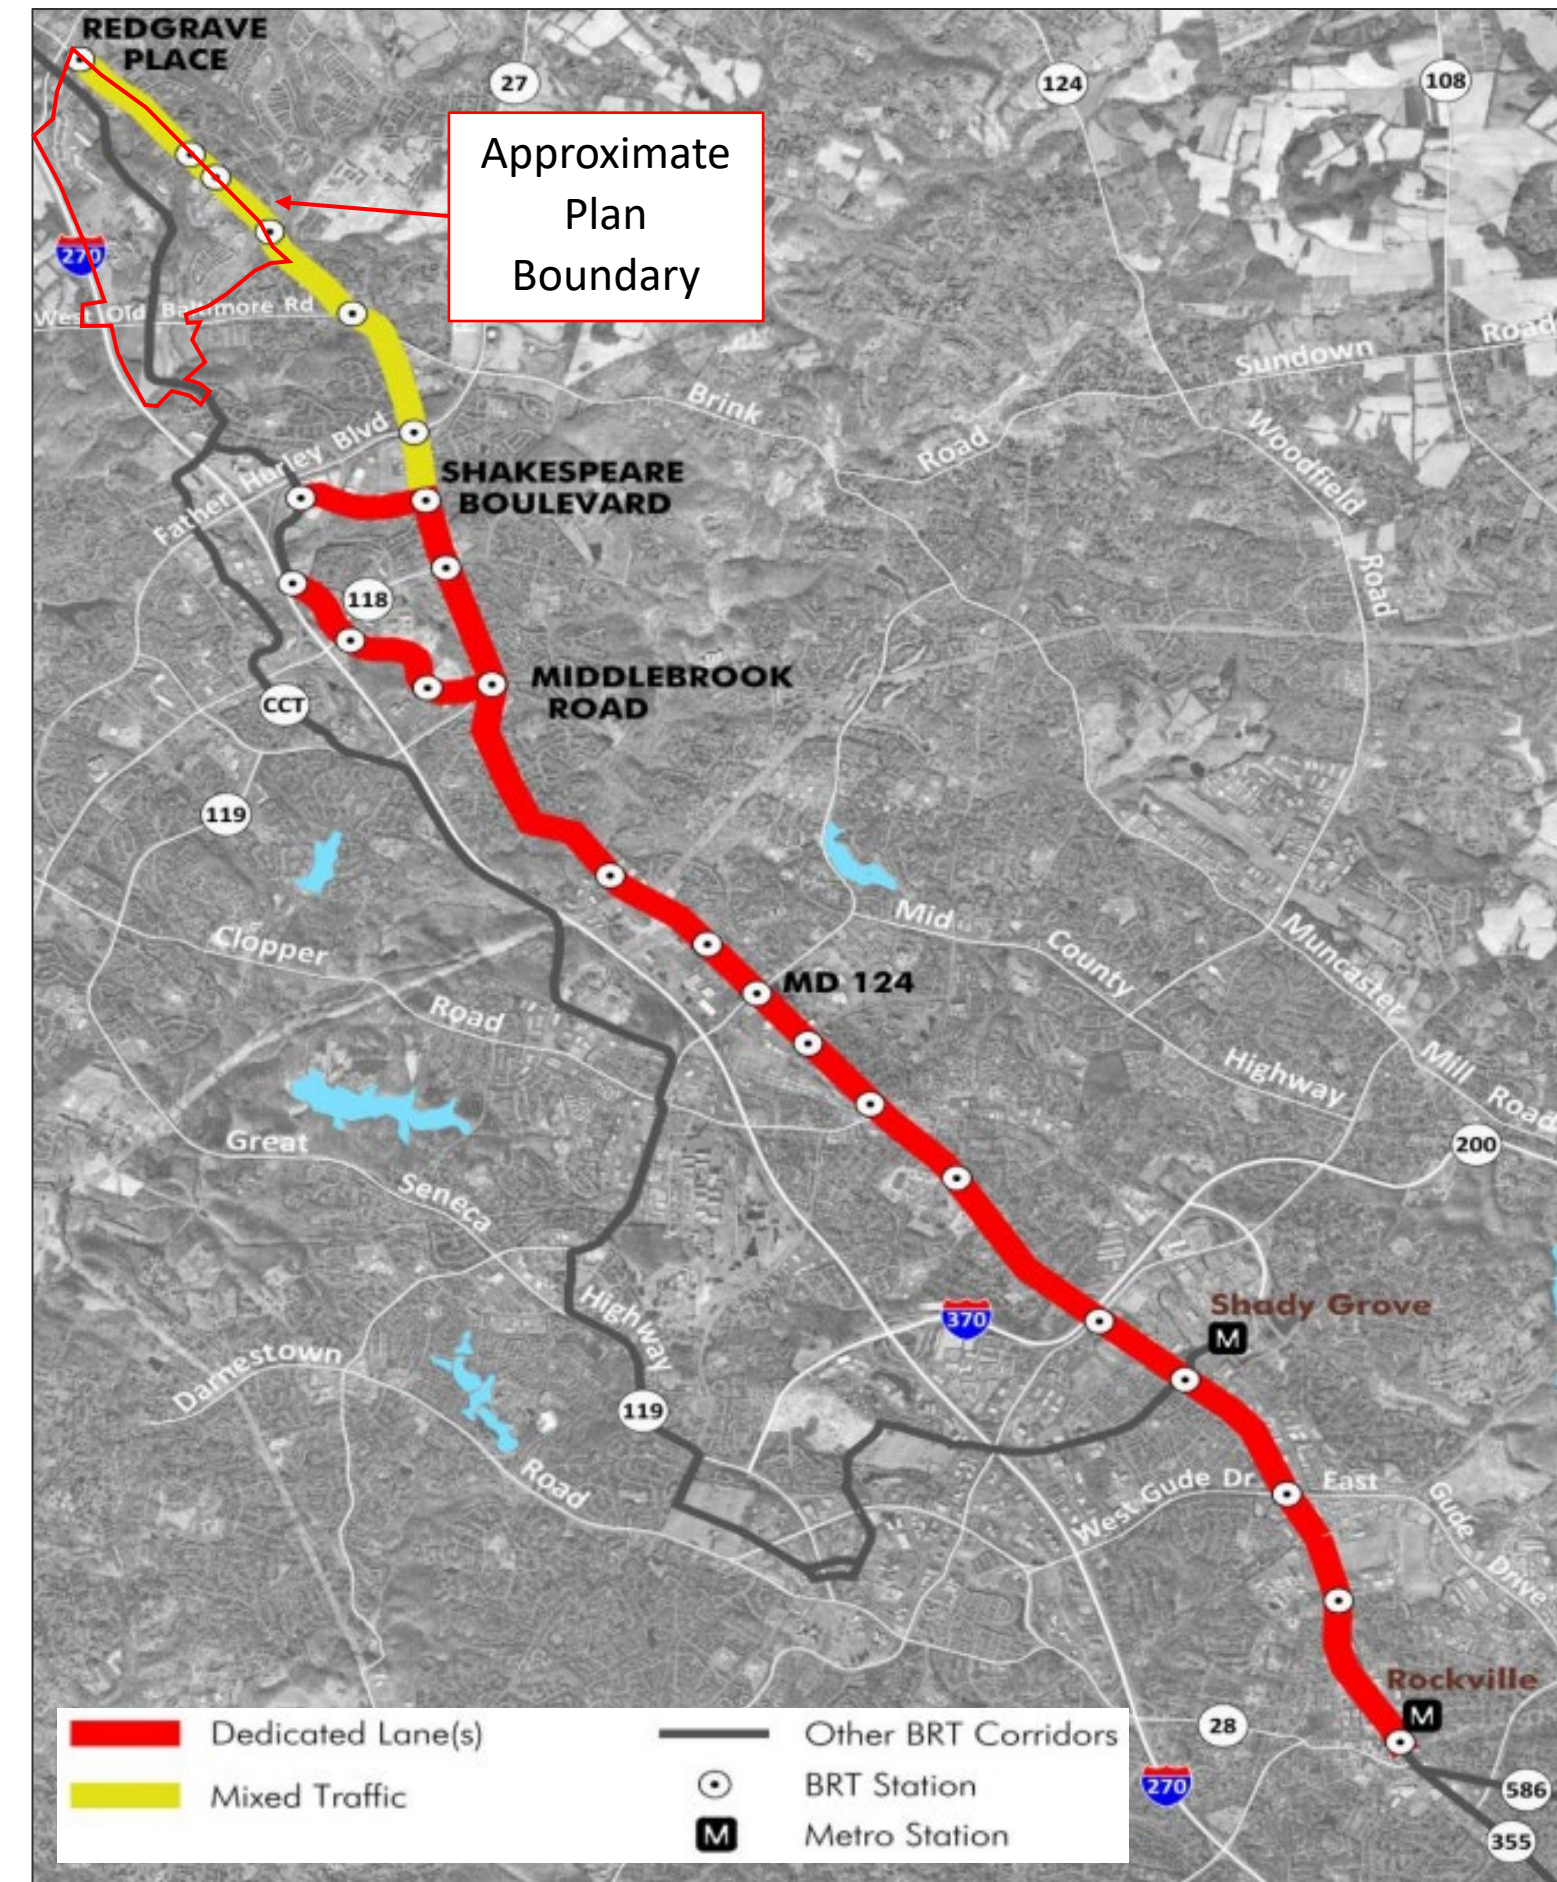 REDGRAVE
PLACE
27
124
108
Approximate
Plan
Boundary
270
West Old Baltimore Rd
Sundown
Road
Brink
Road
Woodfield
Road
Father Hurley Blvd
SHAKESPEARE
BOULEVARD
118
MIDDLEBROOK
ROAD
CCT
119
Clopper
Road
Mid
County
Highway
MD 124
Muncaster
Mill Road
200
Great
Seneca
Highway
370
Shady Grove
M
Darnestown
Road
119
West Gude Dr
East
Gude
Drive
Rockville
M
28
270
586
355
Dedicated Lane(s)
Mixed Traffic
Other BRT Corridors
BRT Station
M
Metro Station